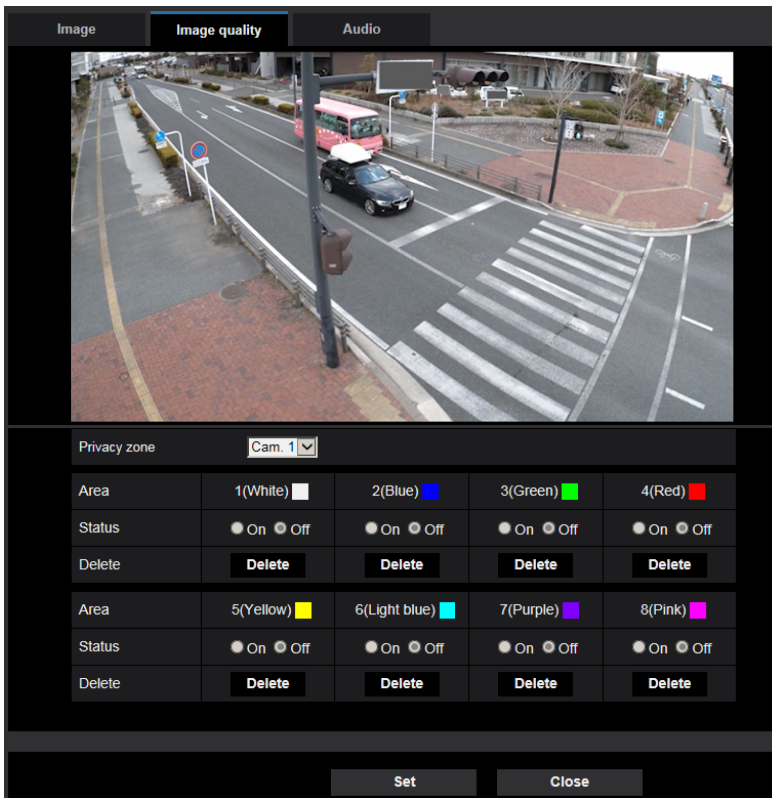 Image Image quality Audio
Privacy zone Cam. 1
Area 1(White) 2(Blue) 3(Green) 4(Red)
Status On Off On Off On Off On Off
Delete Delete Delete Delete Delete
Area 5(Yellow) 6(Light blue) 7(Purple) 8(Pink)
Status On Off On Off On Off On Off
Delete Delete Delete Delete Delete
Set Close